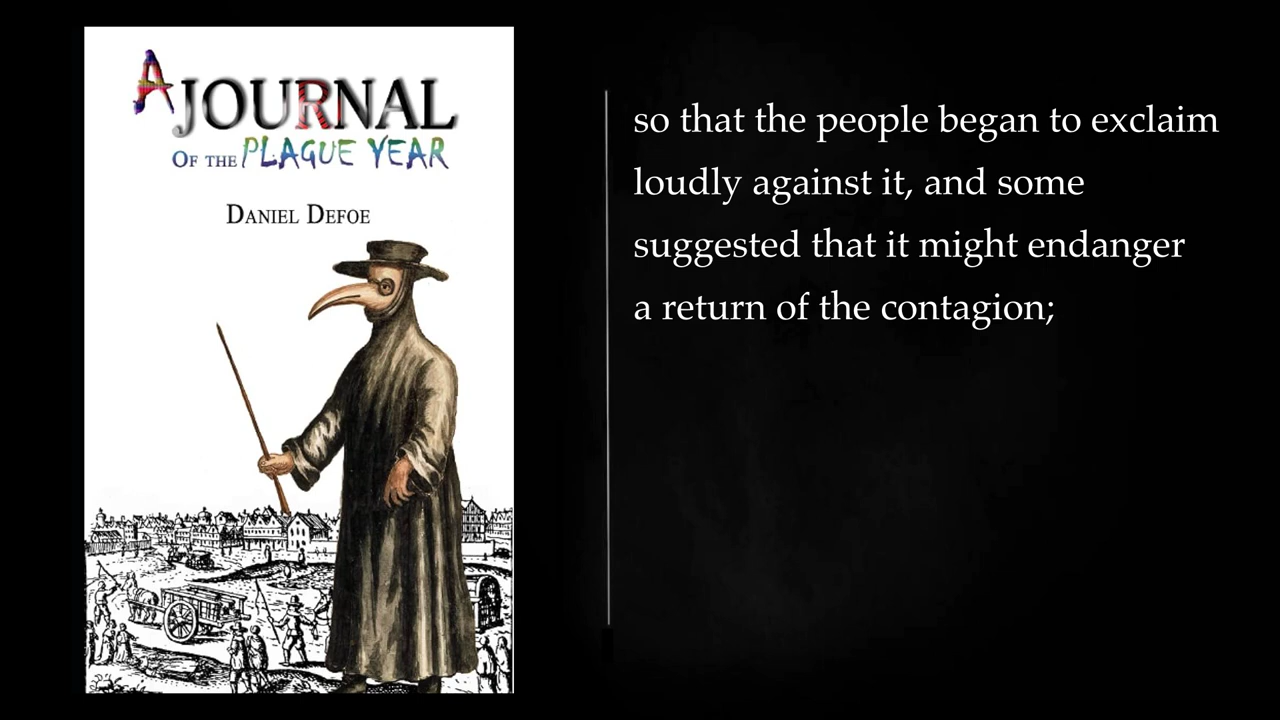 A JOURNAL
OF THE PLAGUE YEAR
DANIEL DEFOE
so that the people began to exclaim
loudly against it, and some
suggested that it might endanger
a return of the contagion;